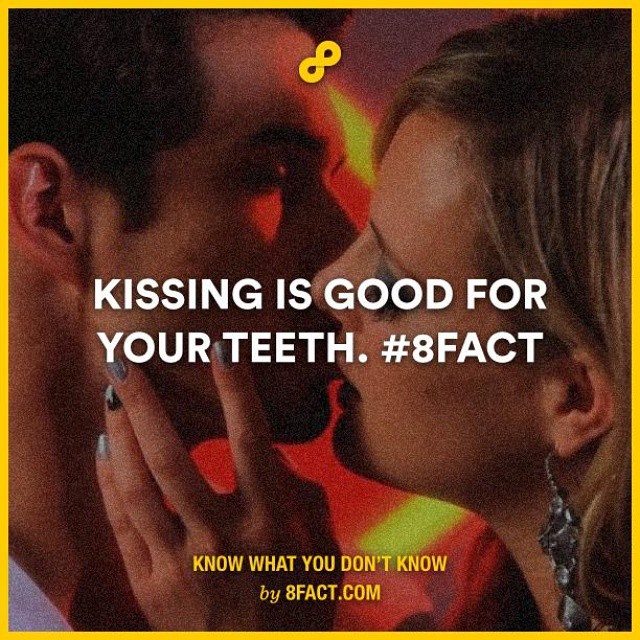 KISSING IS GOOD FOR
YOUR TEETH. #8FACT
KNOW WHAT YOU DON'T KNOW
by 8FACT.COM